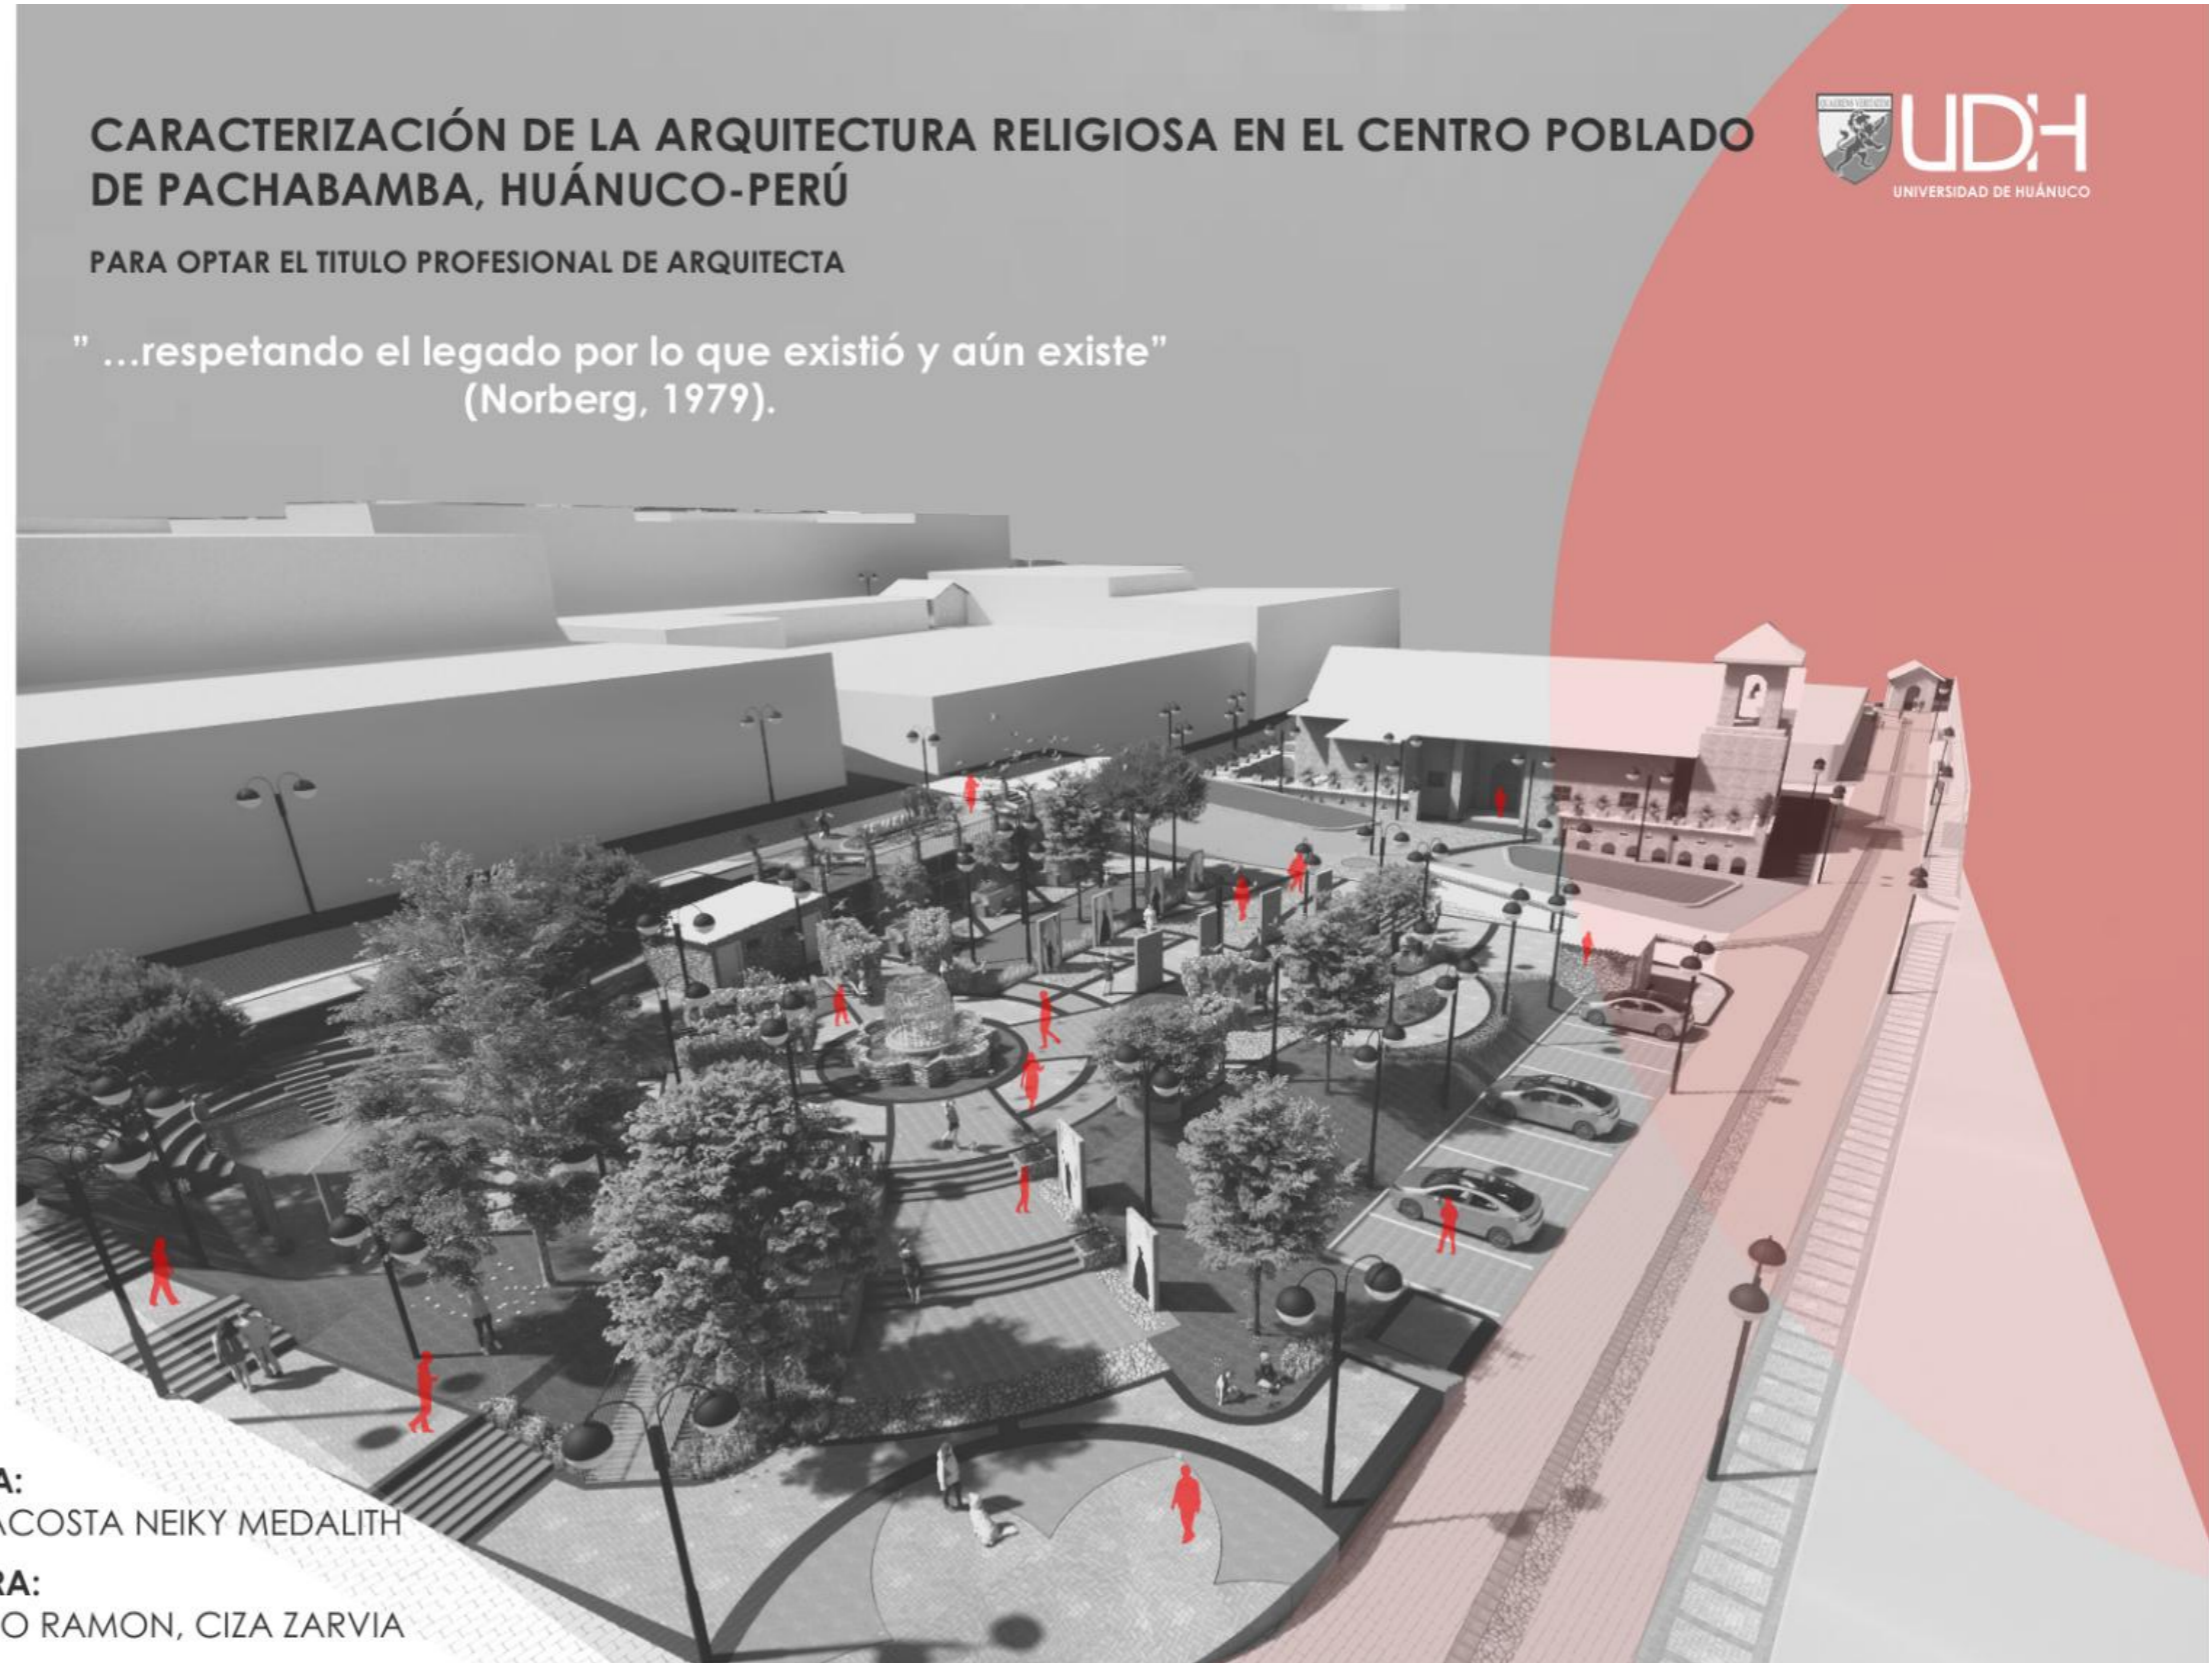 CARACTERIZACIÓN DE LA ARQUITECTURA RELIGIOSA EN EL CENTRO POBLADO
DE PACHABAMBA, HUÁNUCO-PERÚ
UDH
UNIVERSIDAD DE HUÁNUCO
PARA OPTAR EL TITULO PROFESIONAL DE ARQUITECTA
" ...respetando el legado por lo que existió y aún existe"
(Norberg, 1979).
A:
ACOSTA NEIKY MEDALITH
RA:
O RAMON, CIZA ZARVIA